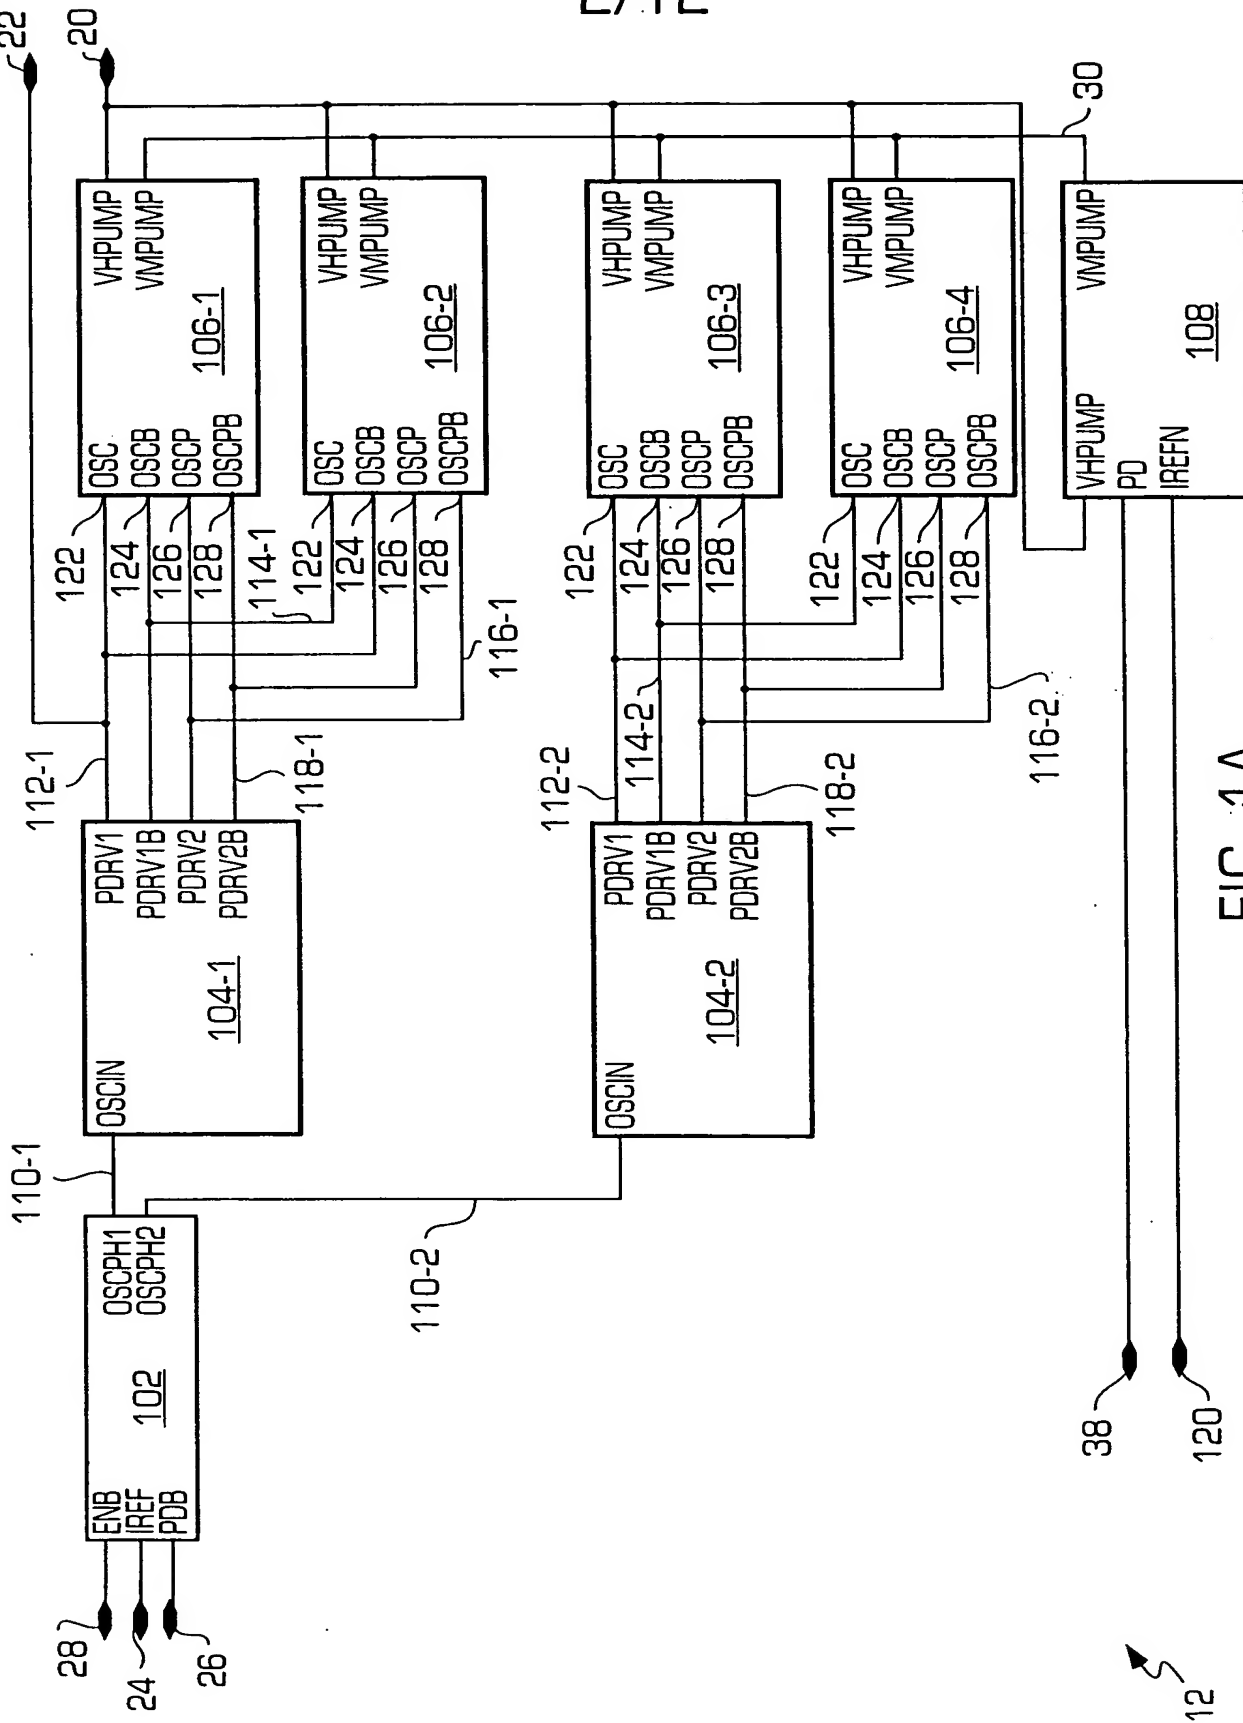 2/12
22
20
30
VHPUMP
VMPUMP
106-1
OSC
OSCB
OSCP
OSCPB
VHPUMP
VMPUMP
106-2
OSC
OSCB
OSCP
OSCPB
VHPUMP
VMPUMP
106-3
OSC
OSCB
OSCP
OSCPB
VHPUMP
VMPUMP
106-4
OSC
OSCB
OSCP
OSCPB
VMPUMP
108
VHPUMP
PD
IREFN
122
124
126
128
114-1
122
124
126
128
116-1
122
124
126
128
122
124
126
128
112-1
118-1
112-2
114-2
118-2
116-2
PDRV1
PDRV1B
PDRV2
PDRV2B
104-1
OSCIN
PDRV1
PDRV1B
PDRV2
PDRV2B
104-2
OSCIN
110-1
110-2
OSCPH1
OSCPH2
102
ENB
IREF
PDB
28
24
26
38
120
12
FIG. 1A